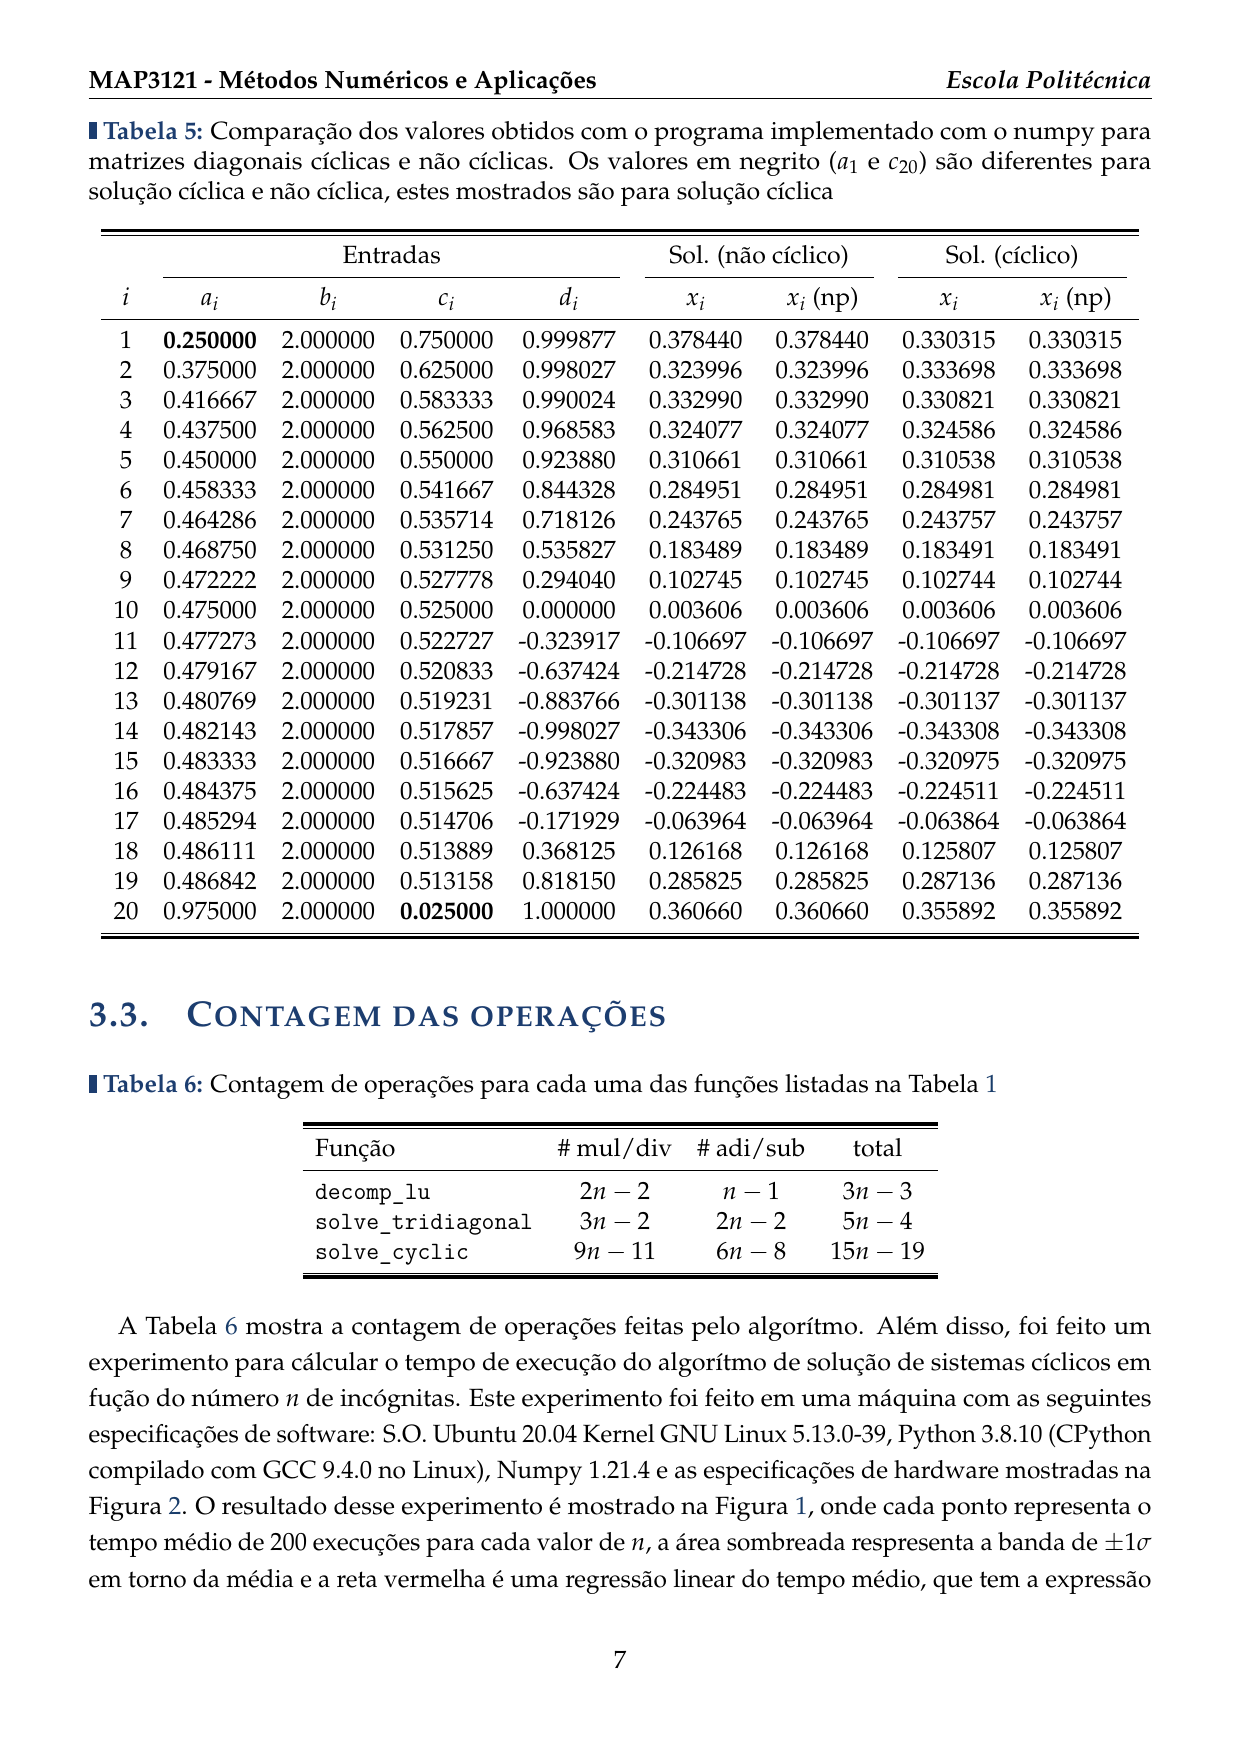 MAP3121 - Métodos Numéricos e Aplicações Escola Politécnica
Tabela 5: Comparação dos valores obtidos com o programa implementado com o numpy para
matrizes diagonais cíclicas e não cíclicas. Os valores em negrito (a1 e c20) são diferentes para
solução cíclica e não cíclica, estes mostrados são para solução cíclica
Entradas Sol. (não cíclico) Sol. (cíclico)
i ai bi ci di xi xi (np) xi xi (np)
1 0.250000 2.000000 0.750000 0.999877 0.378440 0.378440 0.330315 0.330315
2 0.375000 2.000000 0.625000 0.998027 0.323996 0.323996 0.333698 0.333698
3 0.416667 2.000000 0.583333 0.990024 0.332990 0.332990 0.330821 0.330821
4 0.437500 2.000000 0.562500 0.968583 0.324077 0.324077 0.324586 0.324586
5 0.450000 2.000000 0.550000 0.923880 0.310661 0.310661 0.310538 0.310538
6 0.458333 2.000000 0.541667 0.844328 0.284951 0.284951 0.284981 0.284981
7 0.464286 2.000000 0.535714 0.718126 0.243765 0.243765 0.243757 0.243757
8 0.468750 2.000000 0.531250 0.535827 0.183489 0.183489 0.183491 0.183491
9 0.472222 2.000000 0.527778 0.294040 0.102745 0.102745 0.102744 0.102744
10 0.475000 2.000000 0.525000 0.000000 0.003606 0.003606 0.003606 0.003606
11 0.477273 2.000000 0.522727 -0.323917 -0.106697 -0.106697 -0.106697 -0.106697
12 0.479167 2.000000 0.520833 -0.637424 -0.214728 -0.214728 -0.214728 -0.214728
13 0.480769 2.000000 0.519231 -0.883766 -0.301138 -0.301138 -0.301137 -0.301137
14 0.482143 2.000000 0.517857 -0.998027 -0.343306 -0.343306 -0.343308 -0.343308
15 0.483333 2.000000 0.516667 -0.923880 -0.320983 -0.320983 -0.320975 -0.320975
16 0.484375 2.000000 0.515625 -0.637424 -0.224483 -0.224483 -0.224511 -0.224511
17 0.485294 2.000000 0.514706 -0.171929 -0.063964 -0.063964 -0.063864 -0.063864
18 0.486111 2.000000 0.513889 0.368125 0.126168 0.126168 0.125807 0.125807
19 0.486842 2.000000 0.513158 0.818150 0.285825 0.285825 0.287136 0.287136
20 0.975000 2.000000 0.025000 1.000000 0.360660 0.360660 0.355892 0.355892
3.3. CONTAGEM DAS OPERAÇÕES
Tabela 6: Contagem de operações para cada uma das funções listadas na Tabela 1
Função # mul/div # adi/sub total
decomp_lu 2n − 2 n − 1 3n − 3
solve_tridiagonal 3n − 2 2n − 2 5n − 4
solve_cyclic 9n − 11 6n − 8 15n − 19
A Tabela 6 mostra a contagem de operações feitas pelo algorítmo. Além disso, foi feito um
experimento para cálcular o tempo de execução do algorítmo de solução de sistemas cíclicos em
fução do número n de incógnitas. Este experimento foi feito em uma máquina com as seguintes
especificações de software: S.O. Ubuntu 20.04 Kernel GNU Linux 5.13.0-39, Python 3.8.10 (CPython
compilado com GCC 9.4.0 no Linux), Numpy 1.21.4 e as especificações de hardware mostradas na
Figura 2. O resultado desse experimento é mostrado na Figura 1, onde cada ponto representa o
tempo médio de 200 execuções para cada valor de n, a área sombreada respresenta a banda de ±1σ
em torno da média e a reta vermelha é uma regressão linear do tempo médio, que tem a expressão
7